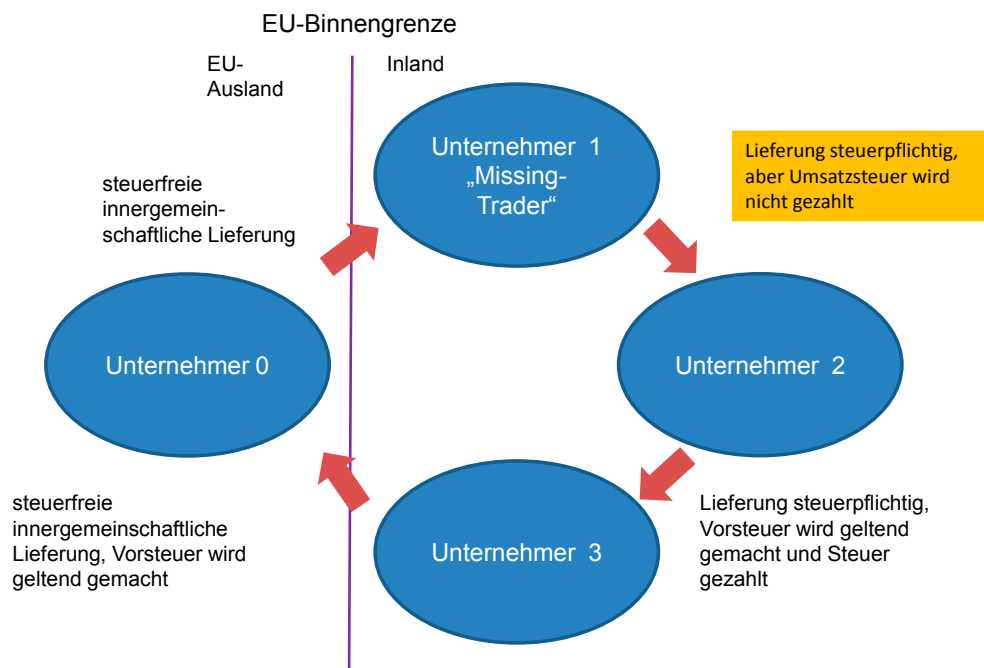 EU-Binnengrenze
EU-
Ausland
Inland
Unternehmer 1
„Missing-
Trader“
Lieferung steuerpflichtig,
aber Umsatzsteuer wird
nicht gezahlt
steuerfreie
innergemein-
schaftliche Lieferung
Unternehmer 0
Unternehmer 2
steuerfreie
innergemeinschaftliche
Lieferung, Vorsteuer wird
geltend gemacht
Unternehmer 3
Lieferung steuerpflichtig,
Vorsteuer wird geltend
gemacht und Steuer
gezahlt